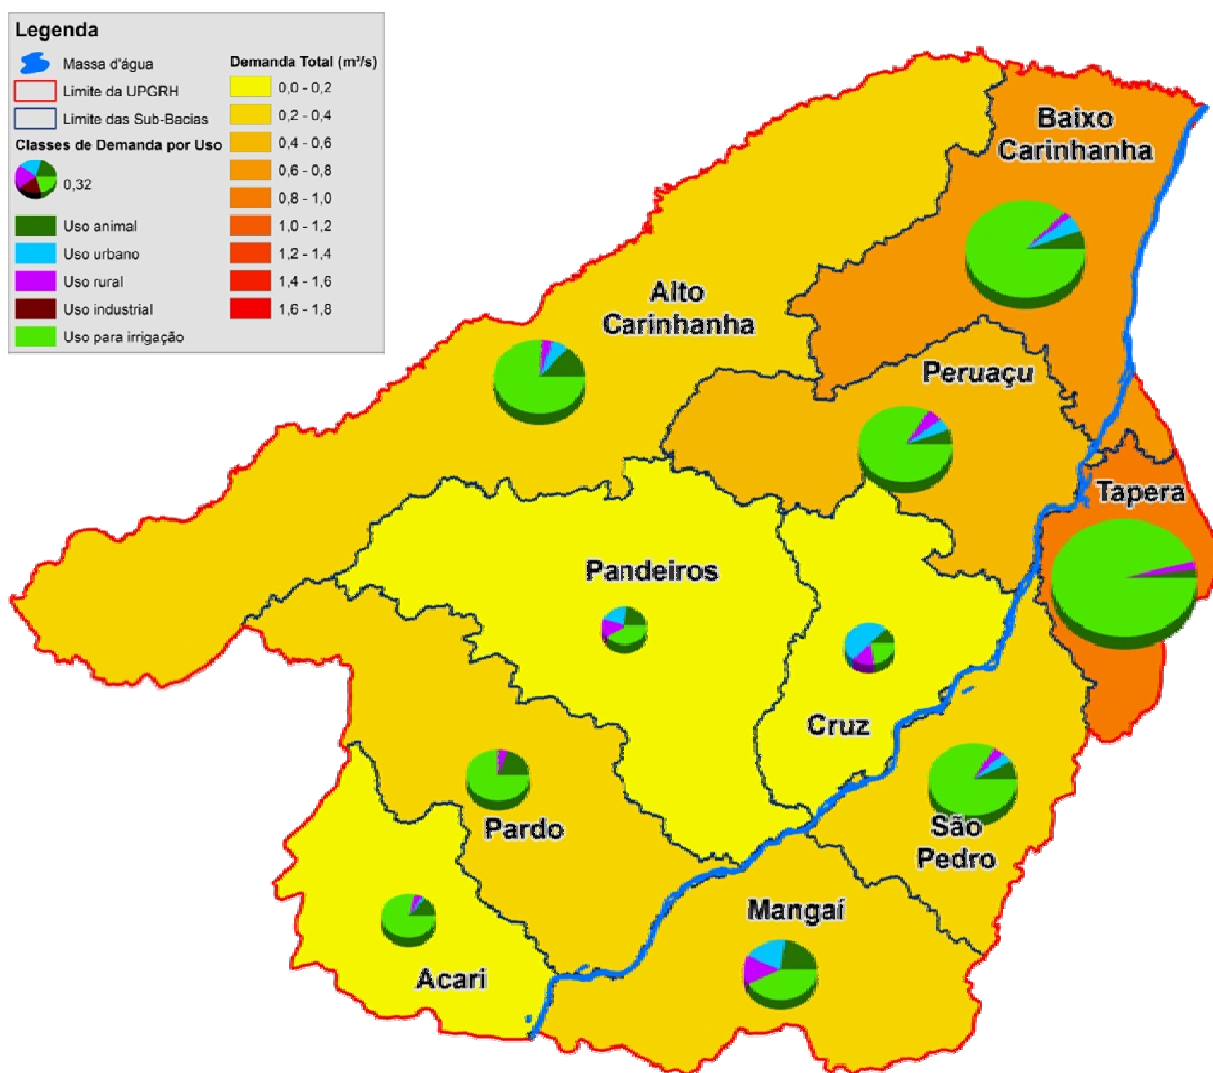 Legenda
Massa d'água
Limite da UPGRH
Limite das Sub-Bacias
Classes de Demanda por Uso
0,32
Uso animal
Uso urbano
Uso rural
Uso industrial
Uso para irrigação
Demanda Total (m³/s)
0,0 - 0,2
0,2 - 0,4
0,4 - 0,6
0,6 - 0,8
0,8 - 1,0
1.0 - 1,2
1.2 - 1,4
1.4 - 1,6
1.6 - 1,8
Baixo
Carinhanha
Alto
Carinhanha
Peruaçu
Tapera
Pandeiros
Cruz
São
Pedro
Pardo
Mangaí
Acari